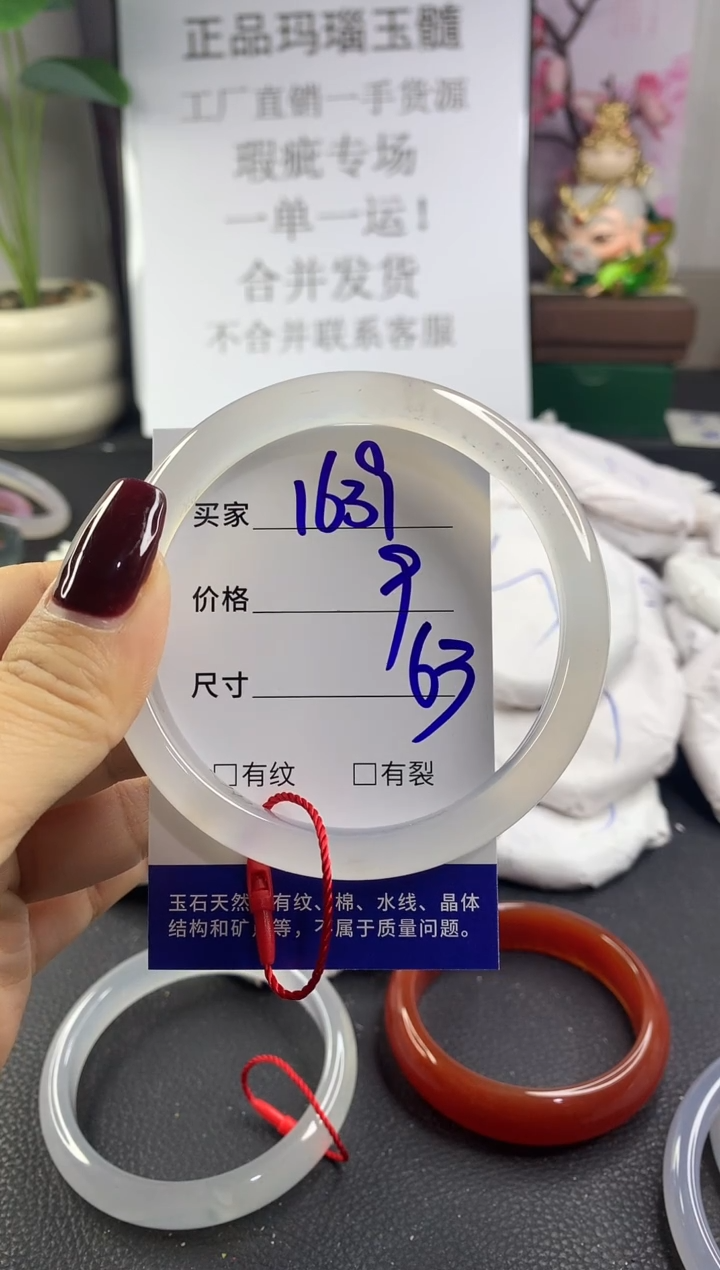 正品玛瑙玉髓
工厂直销一手货源
瑕疵专场
一单一运!
合并发货
不合并联系客服
买家 1639
价格 9
尺寸 63
□有纹 □有裂
玉石天然 有纹、棉、水线、晶体
结构和矿 等，不属于质量问题。